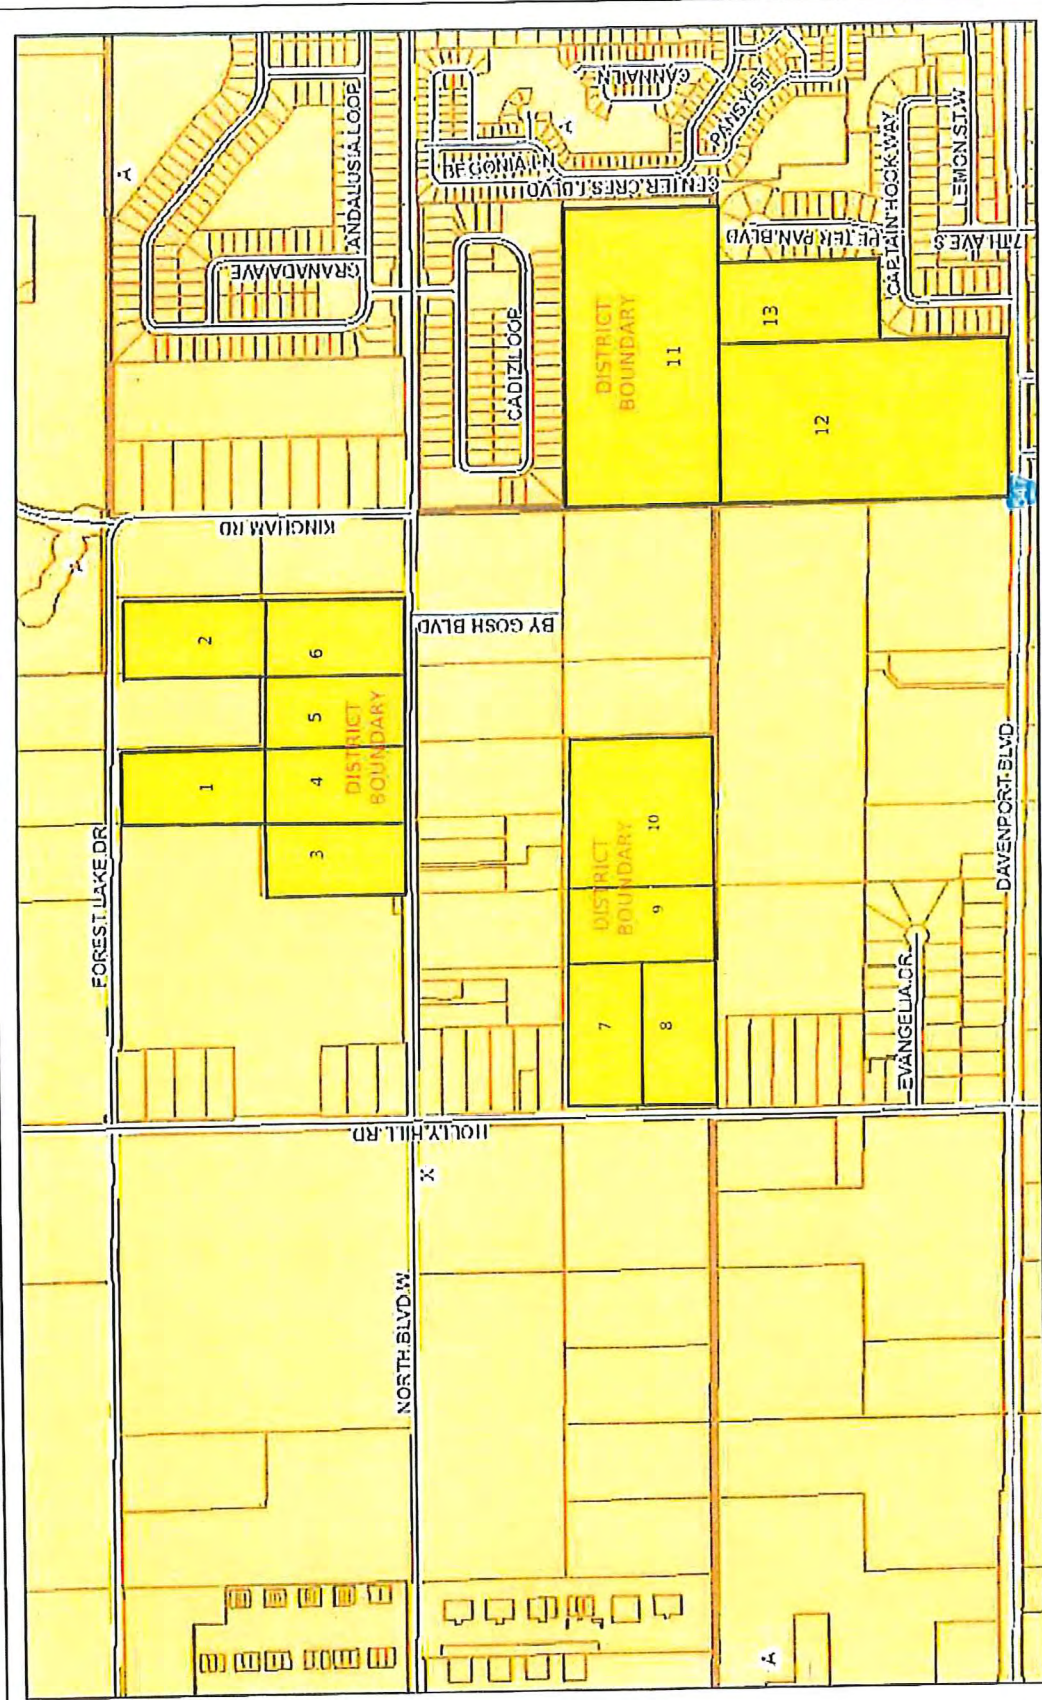 FOREST.LAKE.DR
KINGHAM.RD
GRANADA.AVE
ANDALUSIA.LOOP
1
2
3
4
5
6
DISTRICT
BOUNDARY
HOLLY.HILL.RD
NORTH.BLVD.W
X
BY GOSH BLVD
CADIZ.LOOP
BEGONIA.LN
CENTER.CREST.BLVD
CANNA.LN
PANSY.ST
7
8
9
10
DISTRICT
BOUNDARY
11
DISTRICT
BOUNDARY
12
13
PETER PAN.BLVD
CAPTAIN.HOOK.WAY
LEMON.ST.W
17TH.AVE.S
EVANGELIA.DR
DAVENPORT.BLVD
A